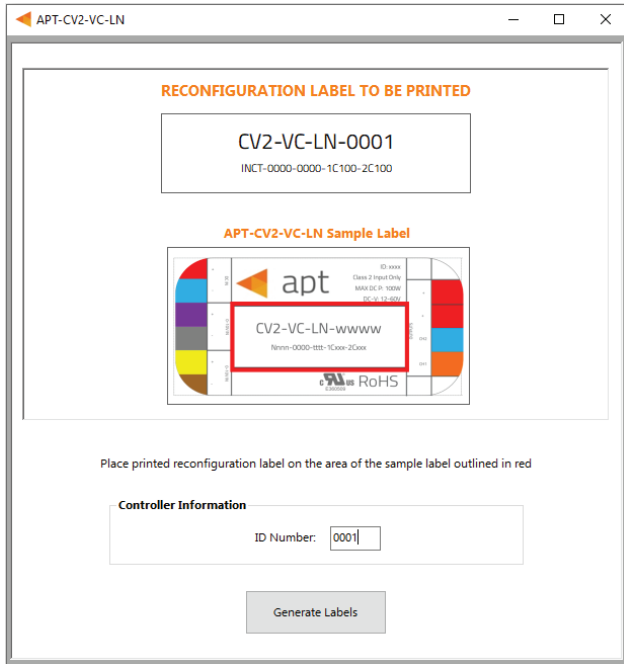 APT-CV2-VC-LN
RECONFIGURATION LABEL TO BE PRINTED
CV2-VC-LN-0001
INCT-0000-0000-1C100-2C100
APT-CV2-VC-LN Sample Label
apt
ID: xxxx
Class 2 Input Only
MAX DC P: 100W
DC-V: 12-60V
CV2-VC-LN-wwww
Nnnn-0000-tttt-1Cxxx-2Cxxx
c RU us RoHS
Place printed reconfiguration label on the area of the sample label outlined in red
Controller Information
ID Number: 0001
Generate Labels